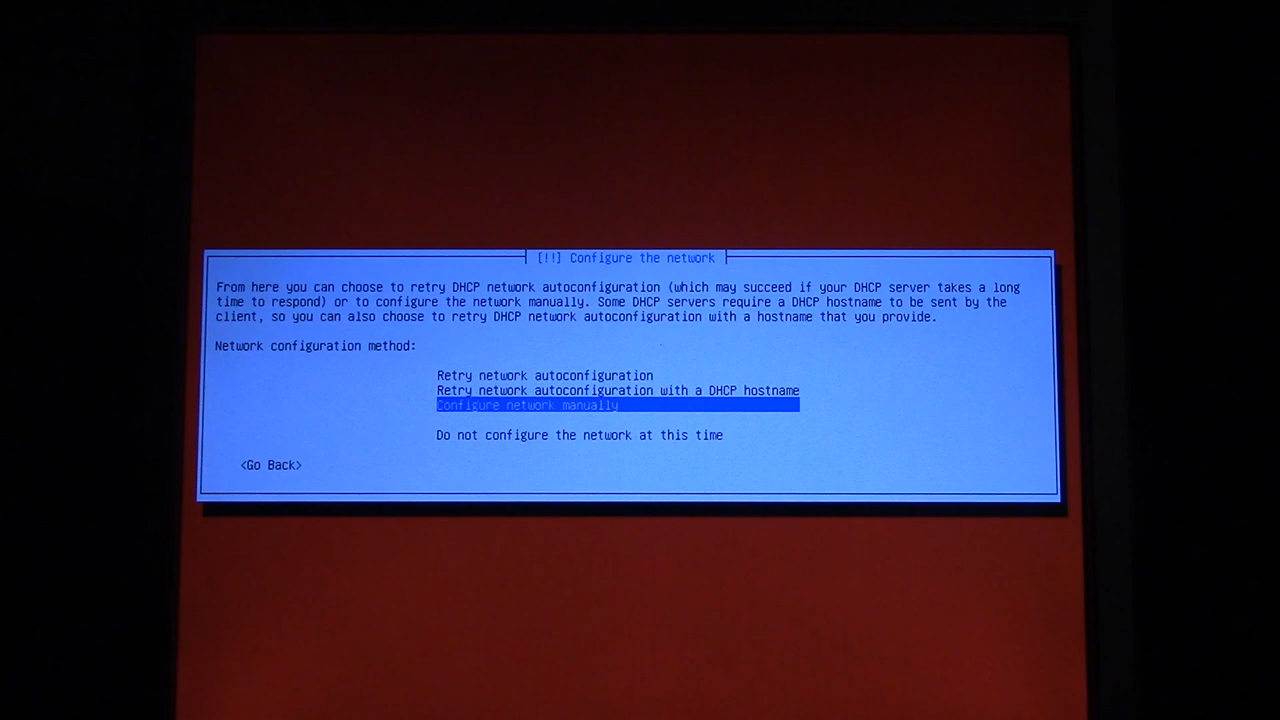 [!!] Configure the network
From here you can choose to retry DHCP network autoconfiguration (which may succeed if your DHCP server takes a long
time to respond) or to configure the network manually. Some DHCP servers require a DHCP hostname to be sent by the
client, so you can also choose to retry DHCP network autoconfiguration with a hostname that you provide.
Network configuration method:
Retry network autoconfiguration
Retry network autoconfiguration with a DHCP hostname
Configure network manually
Do not configure the network at this time
<Go Back>